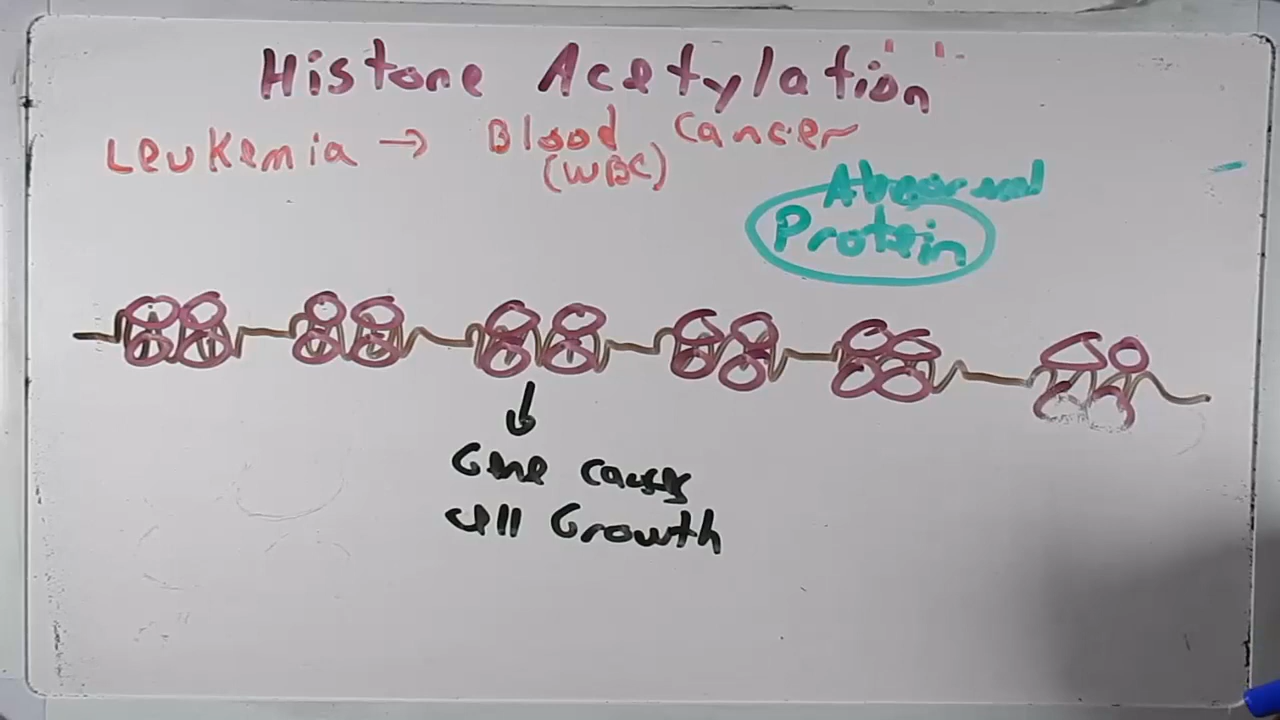 Histone Acetylation
Leukemia → Blood Cancer
(WBC)
Abnormal
Protein
Gene causes
cell Growth